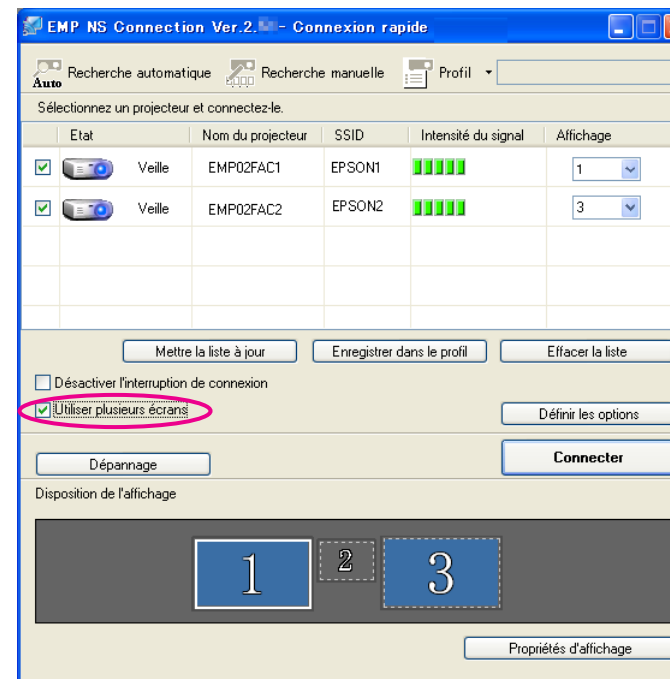 EMP NS Connection Ver.2. - Connexion rapide
Auto Recherche automatique Recherche manuelle Profil
Sélectionnez un projecteur et connectez-le.
Etat Nom du projecteur SSID Intensité du signal Affichage
Veille EMP02FAC1 EPSON1 1
Veille EMP02FAC2 EPSON2 3
Mettre la liste à jour Enregistrer dans le profil Effacer la liste
Désactiver l'interruption de connexion
Utiliser plusieurs écrans
Définir les options
Dépannage Connecter
Disposition de l'affichage
1 2 3
Propriétés d'affichage